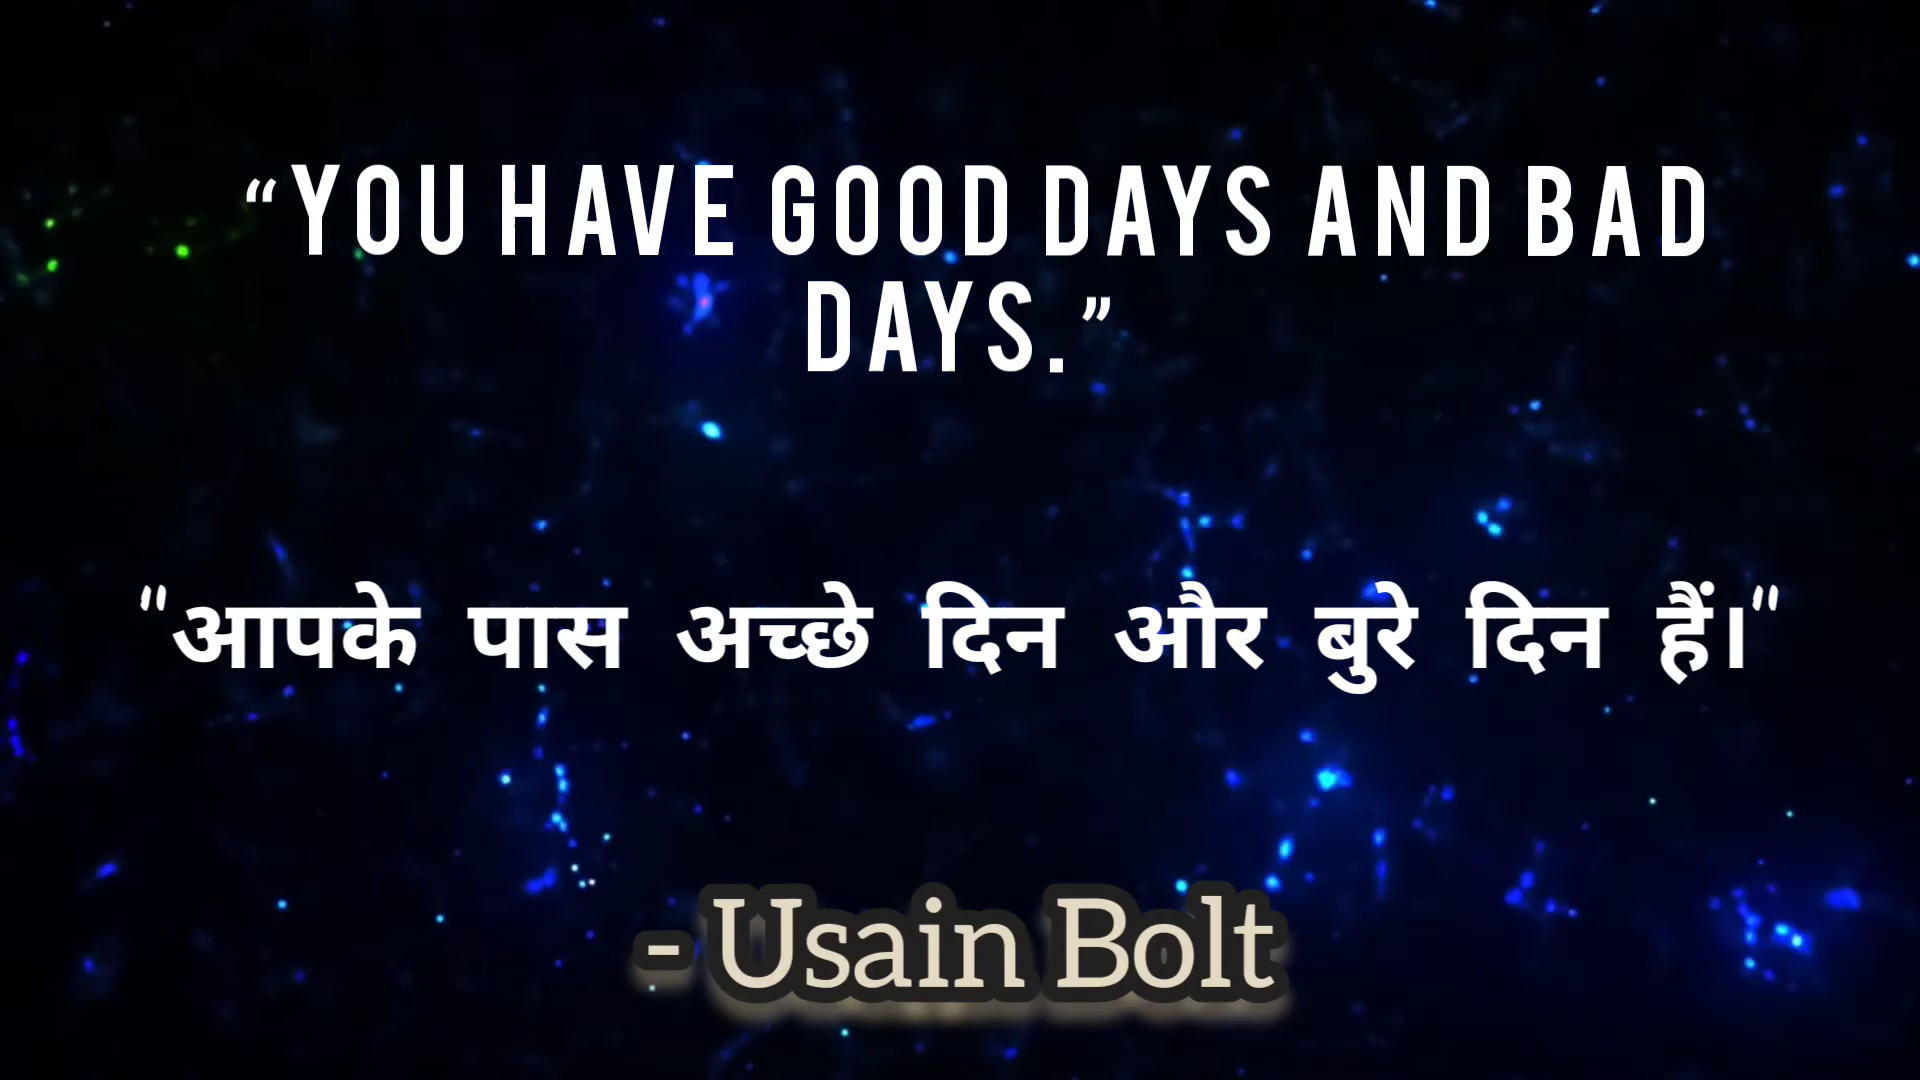 “YOU HAVE GOOD DAYS AND BAD
DAYS.”
"आपके पास अच्छे दिन और बुरे दिन हैं।"
- Usain Bolt